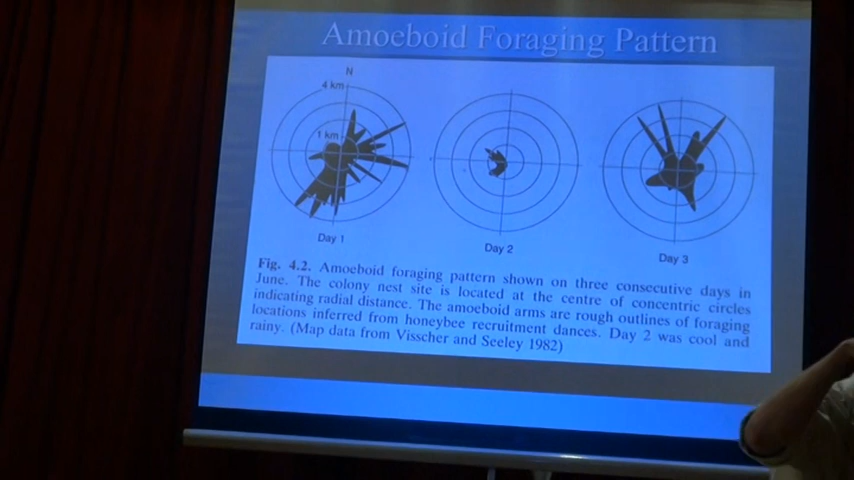 Amoeboid Foraging Pattern
N
4 km
1 km
Day 1
Day 2
Day 3
Fig. 4.2. Amoeboid foraging pattern shown on three consecutive days in
June. The colony nest site is located at the centre of concentric circles
indicating radial distance. The amoeboid arms are rough outlines of foraging
locations inferred from honeybee recruitment dances. Day 2 was cool and
rainy. (Map data from Visscher and Seeley 1982)